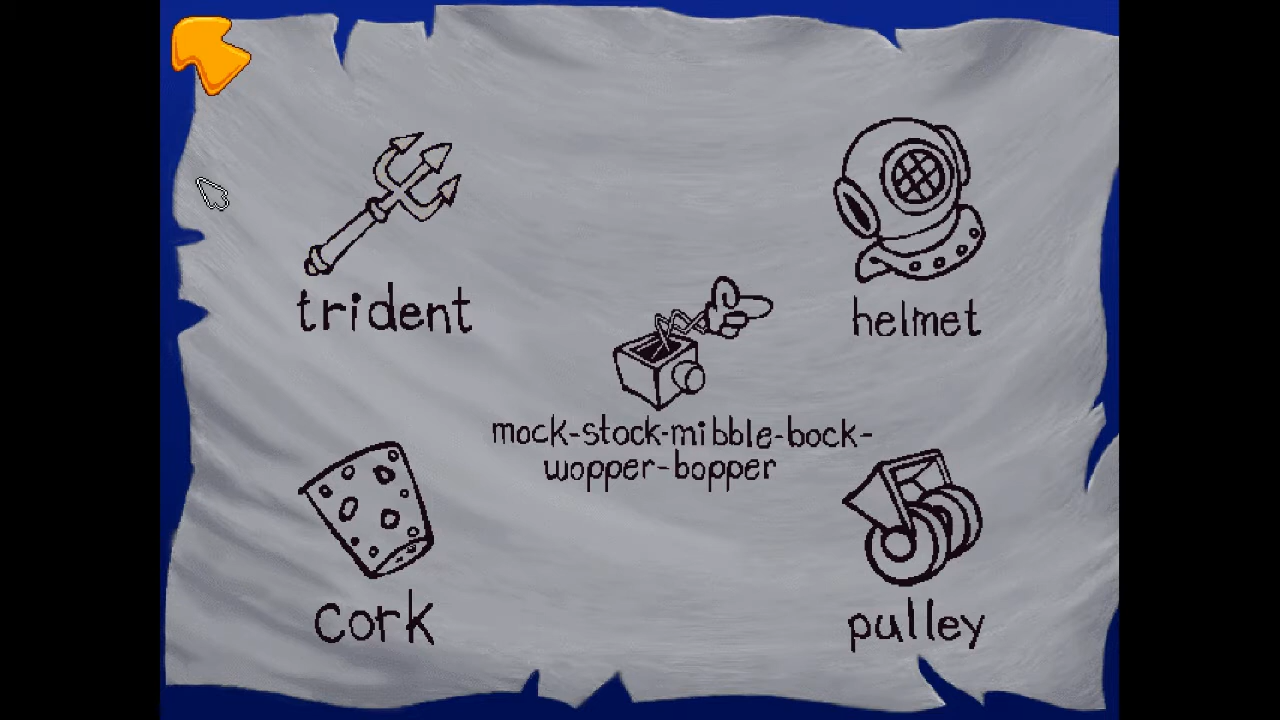 trident
helmet
mock-stock-mibble-bock-
wopper-bopper
cork
pulley